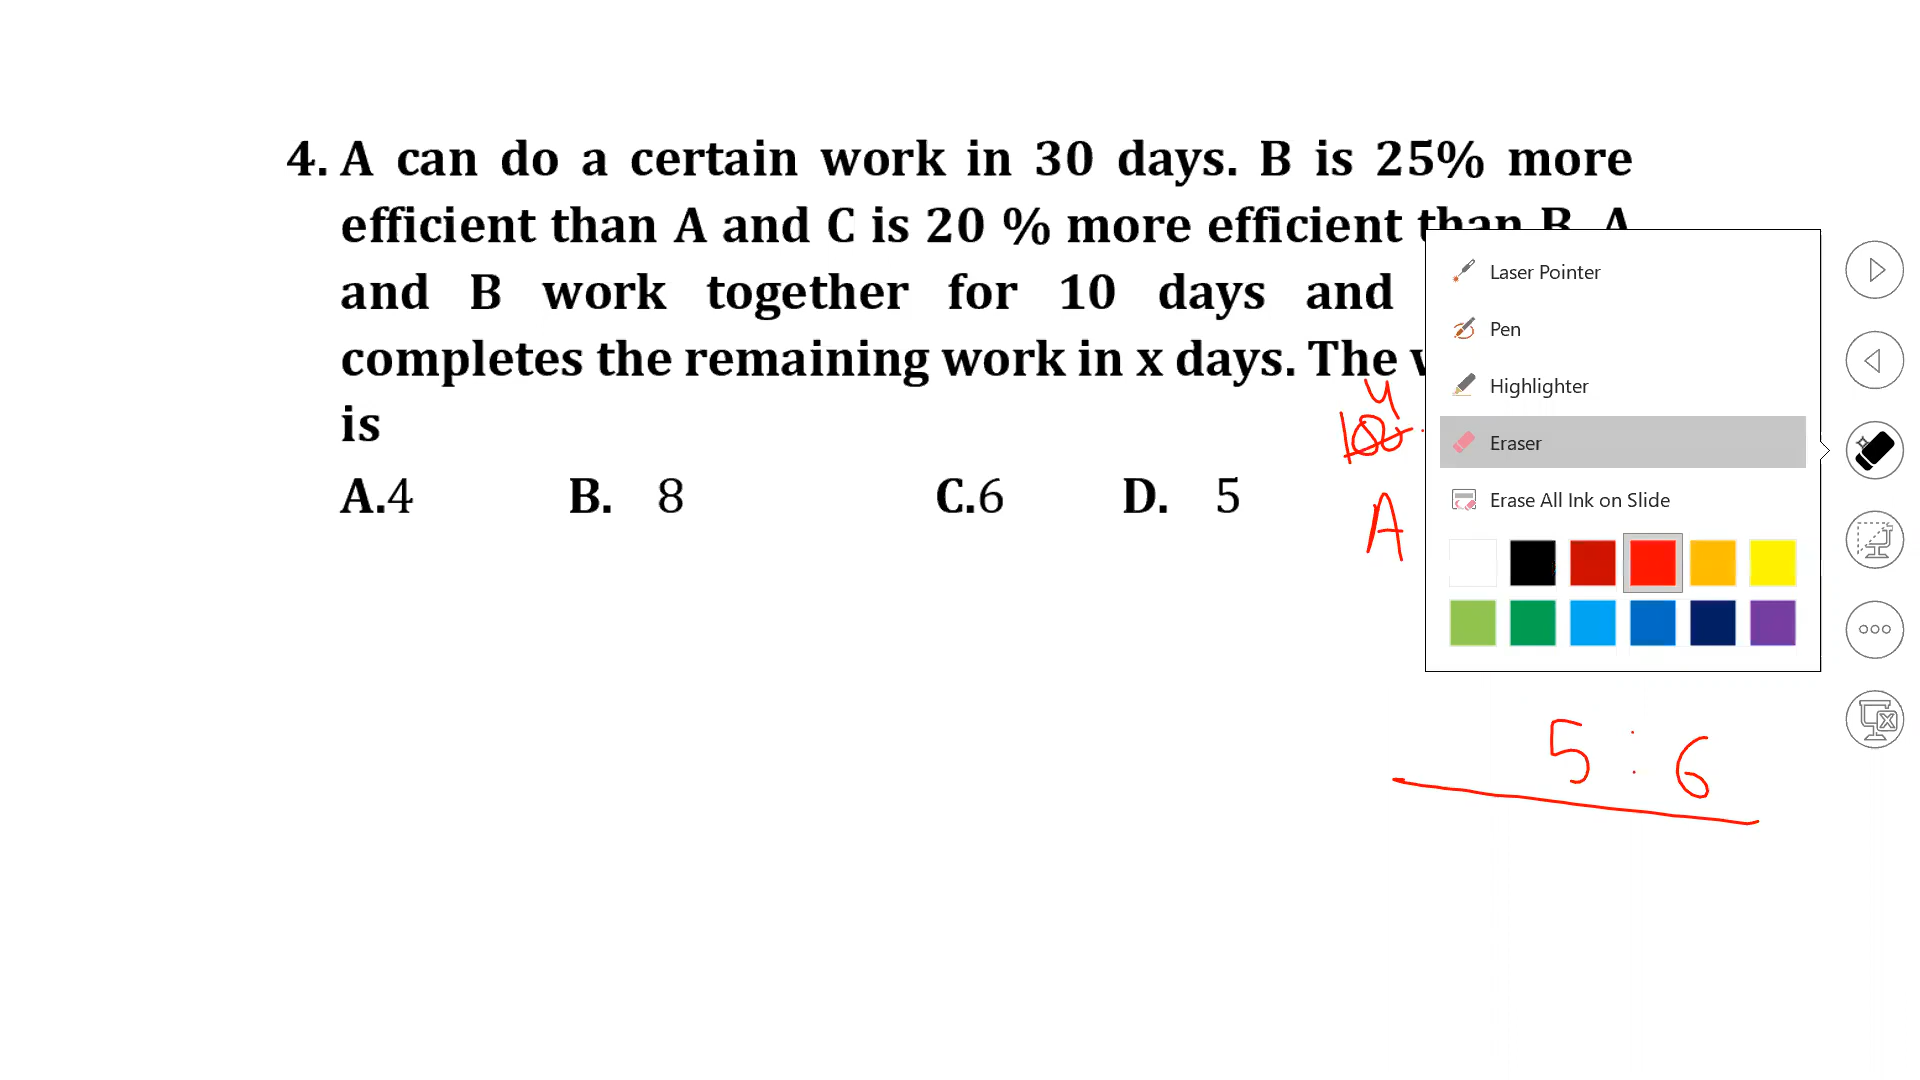 4. A can do a certain work in 30 days. B is 25% more
efficient than A and C is 20 % more efficient than B. A
and B work together for 10 days and
completes the remaining work in x days. The
is
A.4 B. 8 C.6 D. 5
4
100
A
Laser Pointer
Pen
Highlighter
Eraser
Erase All Ink on Slide
5 : 6